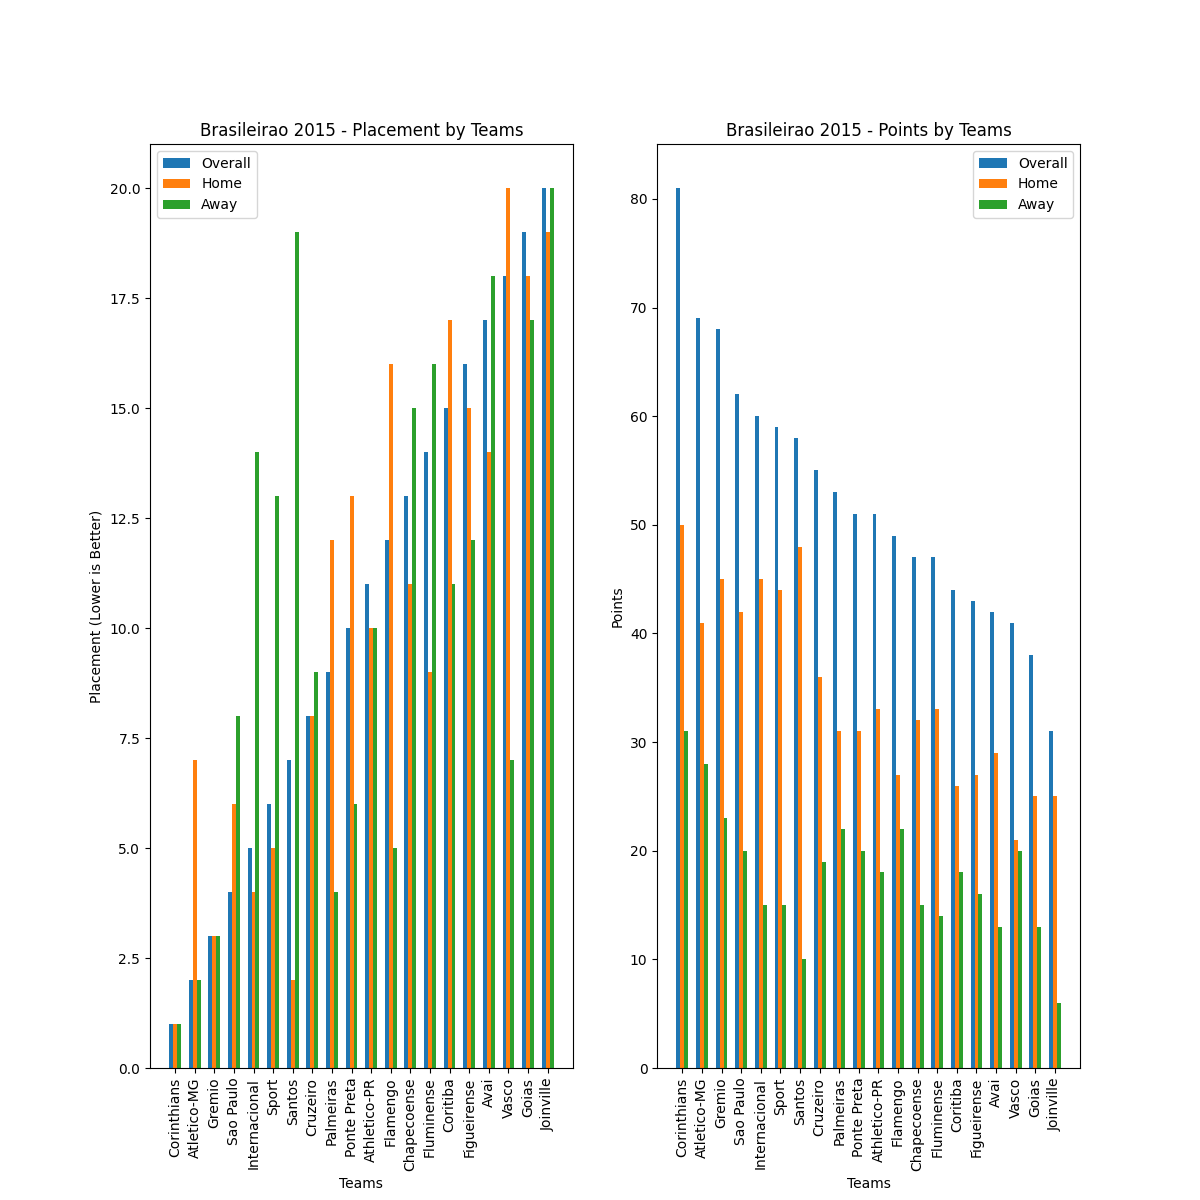 Brasileirao 2015 - Placement by Teams
Overall
Home
Away
Placement (Lower is Better)
20.0
17.5
15.0
12.5
10.0
7.5
5.0
2.5
0.0
Corinthians
Atletico-MG
Gremio
Sao Paulo
Internacional
Sport
Santos
Cruzeiro
Palmeiras
Ponte Preta
Athletico-PR
Flamengo
Chapecoense
Fluminense
Coritiba
Figueirense
Avai
Vasco
Goias
Joinville
Teams
Brasileirao 2015 - Points by Teams
Overall
Home
Away
Points
80
70
60
50
40
30
20
10
0
Corinthians
Atletico-MG
Gremio
Sao Paulo
Internacional
Sport
Santos
Cruzeiro
Palmeiras
Ponte Preta
Athletico-PR
Flamengo
Chapecoense
Fluminense
Coritiba
Figueirense
Avai
Vasco
Goias
Joinville
Teams